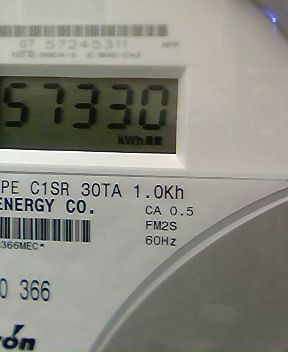 07 57245311
57330
kWh
PE C1SR 30TA 1.0Kh
ENERGY CO.
CA 0.5
FM2S
60Hz
366MEC*
0 366
rón